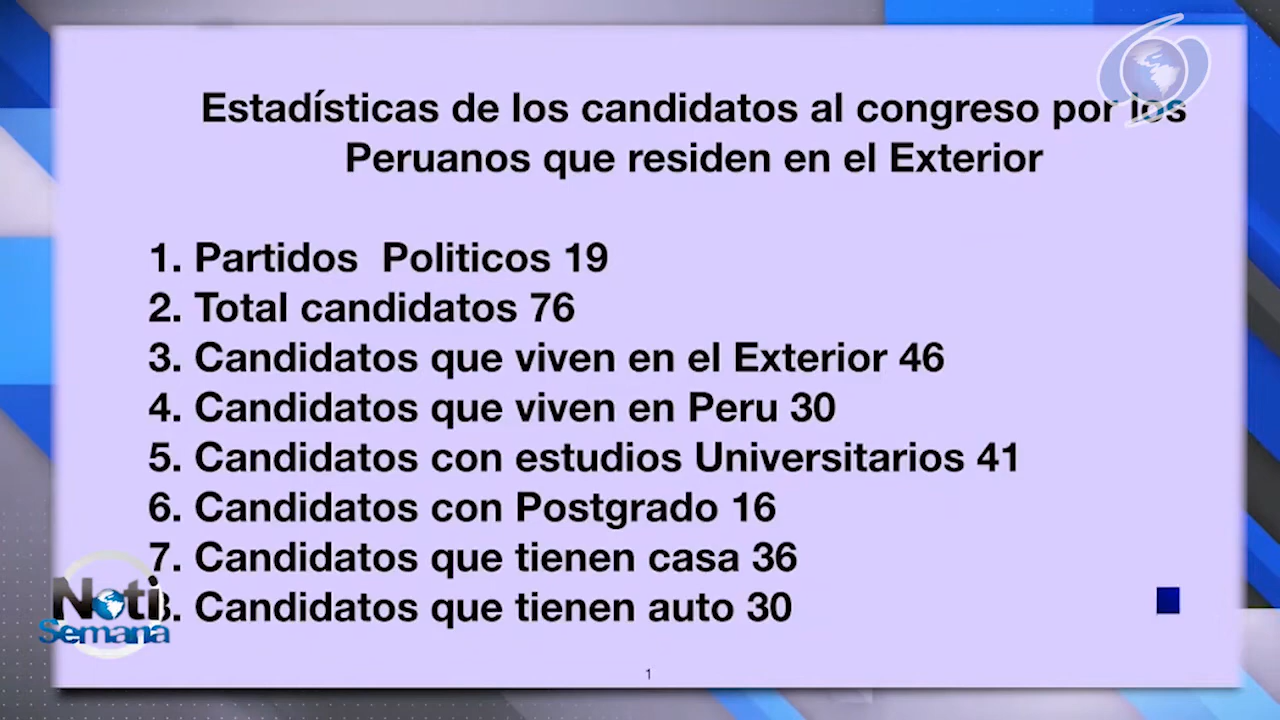 Estadísticas de los candidatos al congreso por los
Peruanos que residen en el Exterior
1. Partidos Politicos 19
2. Total candidatos 76
3. Candidatos que viven en el Exterior 46
4. Candidatos que viven en Peru 30
5. Candidatos con estudios Universitarios 41
6. Candidatos con Postgrado 16
7. Candidatos que tienen casa 36
8. Candidatos que tienen auto 30
Noti
Semana
1